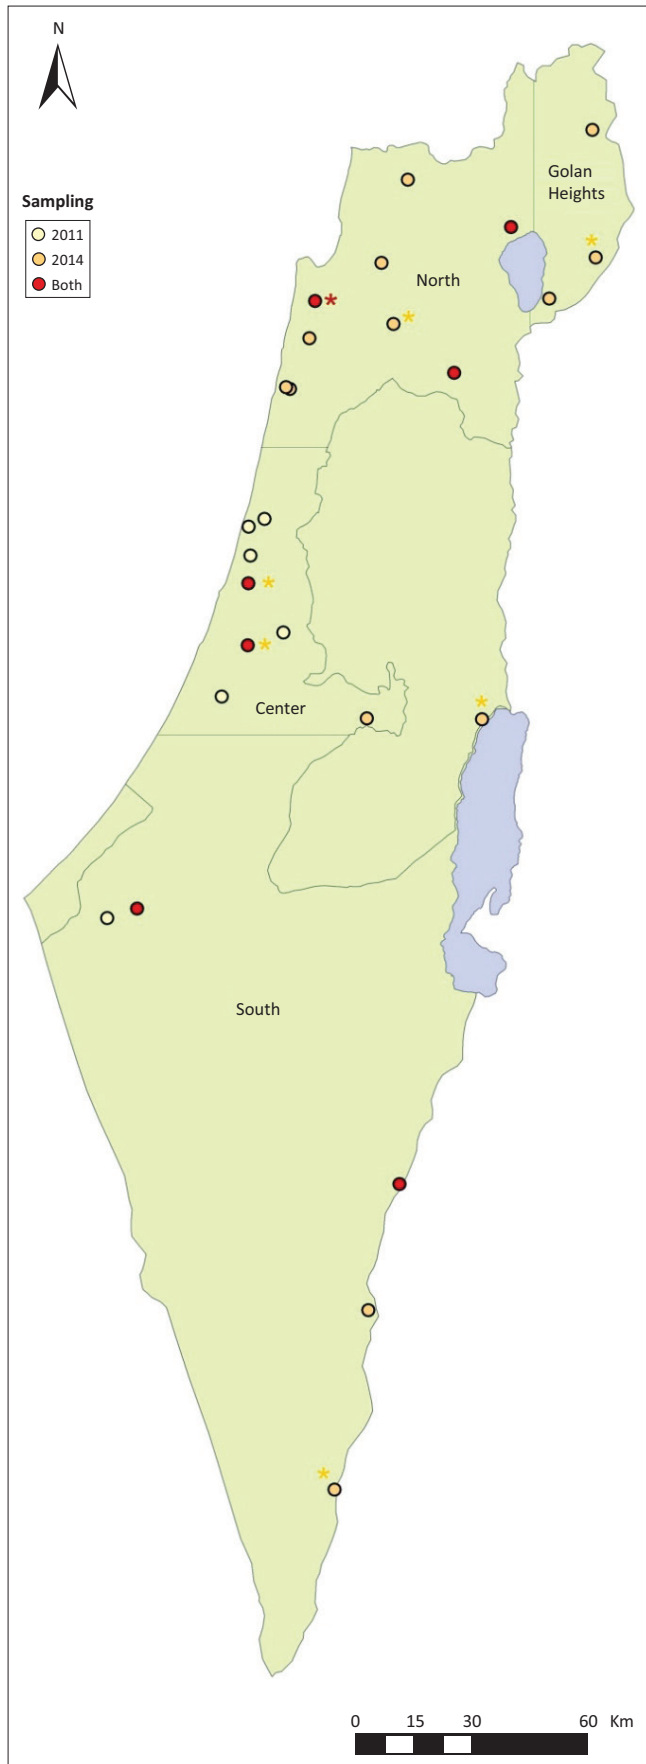 N
Golan
Heights
Sampling
2011
2014
Both
North
*
*
*
*
*
Center
*
South
*
0 15 30 60 Km